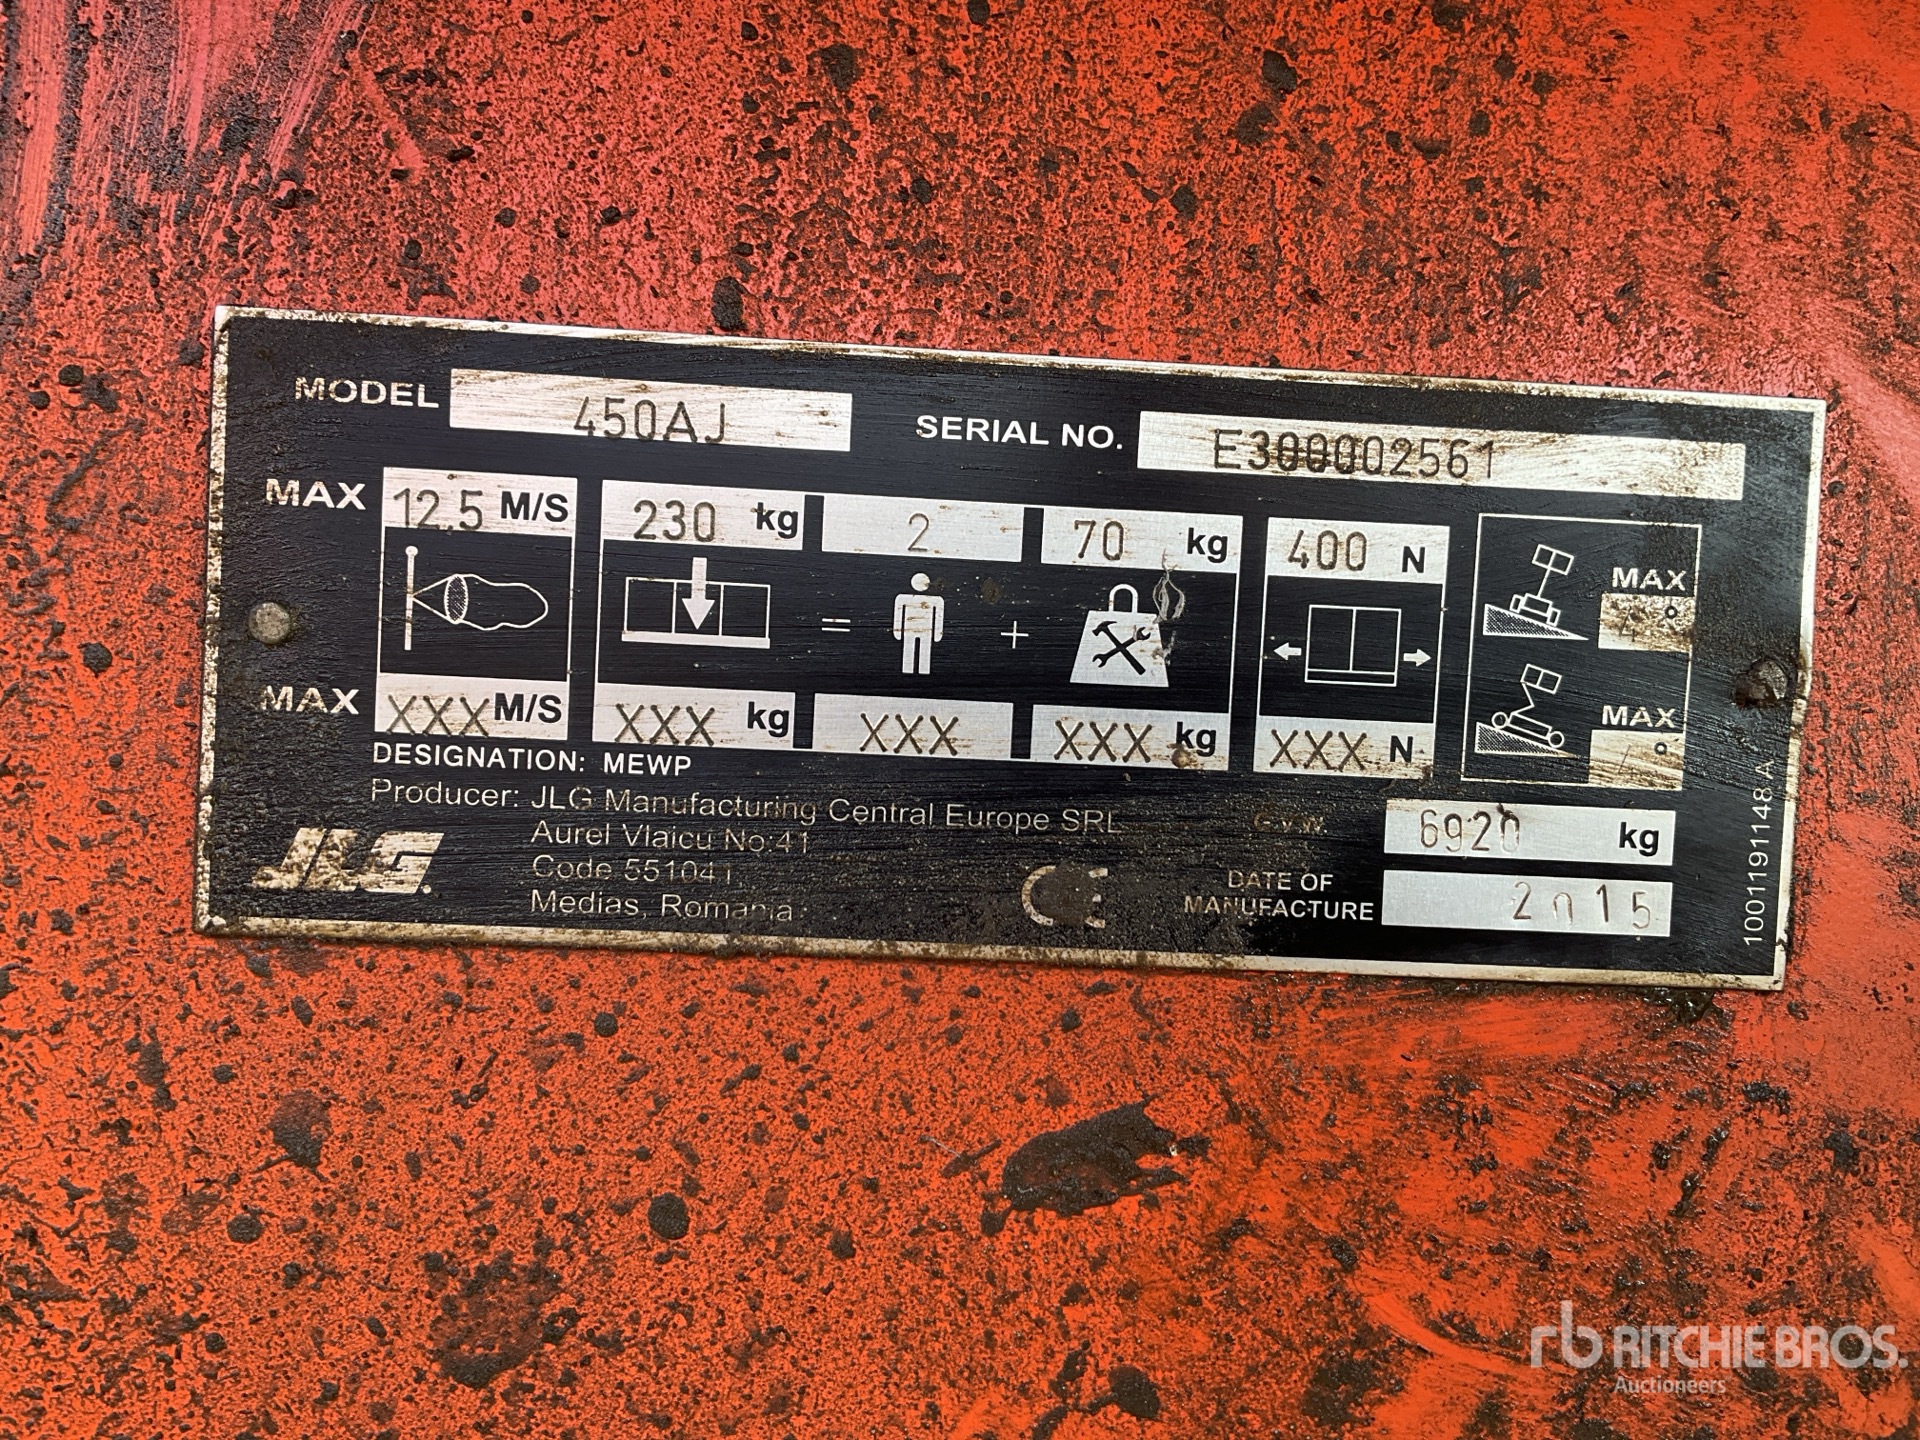 MODEL 450AJ SERIAL NO. E300002561
MAX 12.5 M/S 230 kg 2 70 kg 400 N
= +
MAX °
MAX XXX M/S XXX kg XXX XXX kg XXX N
MAX °
DESIGNATION: MEWP
Producer: JLG Manufacturing Central Europe SRL
Aurel Vlaicu No:41
Code 551041
Medias, Romania
JLG
CE
G.V.W. 6920 kg
DATE OF
MANUFACTURE 2015
1001191148 A
rb RITCHIE BROS.
Auctioneers